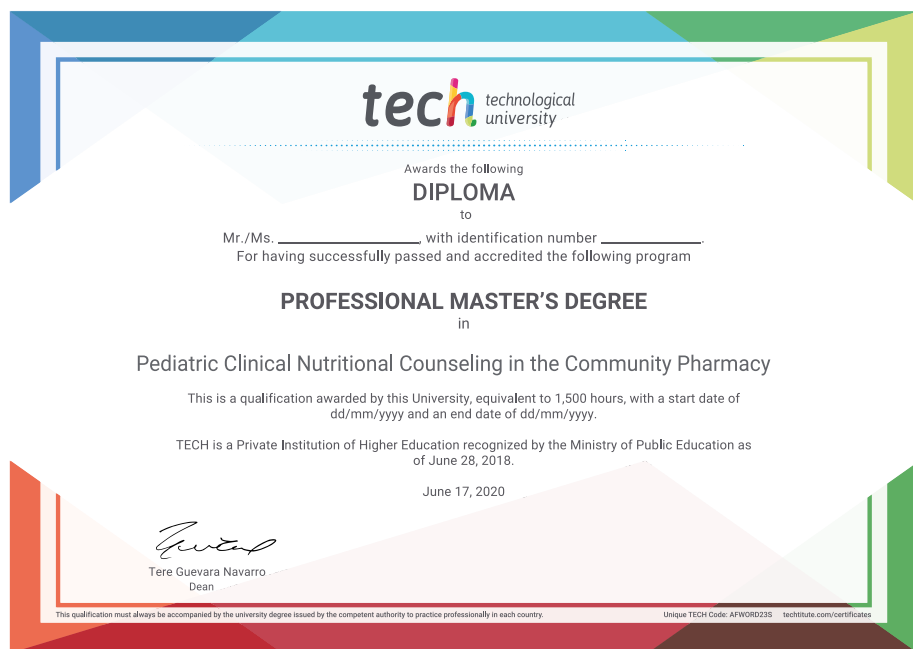 tech technological
university
Awards the following
DIPLOMA
to
Mr./Ms. ____________________, with identification number ______________.
For having successfully passed and accredited the following program
PROFESSIONAL MASTER'S DEGREE
in
Pediatric Clinical Nutritional Counseling in the Community Pharmacy
This is a qualification awarded by this University, equivalent to 1,500 hours, with a start date of
dd/mm/yyyy and an end date of dd/mm/yyyy.
TECH is a Private Institution of Higher Education recognized by the Ministry of Public Education as
of June 28, 2018.
June 17, 2020
Tere Guevara Navarro
Dean
This qualification must always be accompanied by the university degree issued by the competent authority to practice professionally in each country. Unique TECH Code: AFWORD23S techtitute.com/certificates